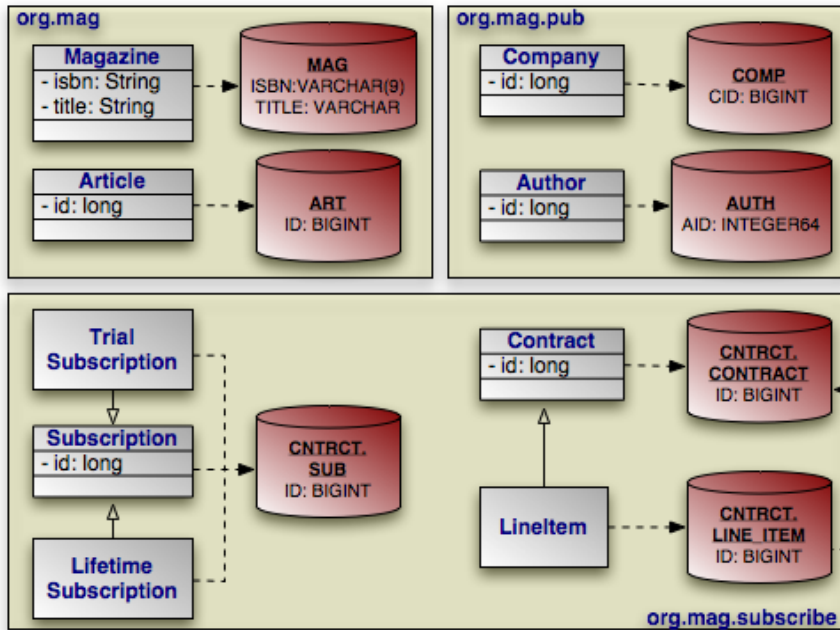 org.mag
Magazine
- isbn: String
- title: String
MAG
ISBN:VARCHAR(9)
TITLE: VARCHAR
Article
- id: long
ART
ID: BIGINT
org.mag.pub
Company
- id: long
COMP
CID: BIGINT
Author
- id: long
AUTH
AID: INTEGER64
Trial
Subscription
Subscription
- id: long
Lifetime
Subscription
CNTRCT.
SUB
ID: BIGINT
Contract
- id: long
CNTRCT.
CONTRACT
ID: BIGINT
LineItem
CNTRCT.
LINE_ITEM
ID: BIGINT
org.mag.subscribe